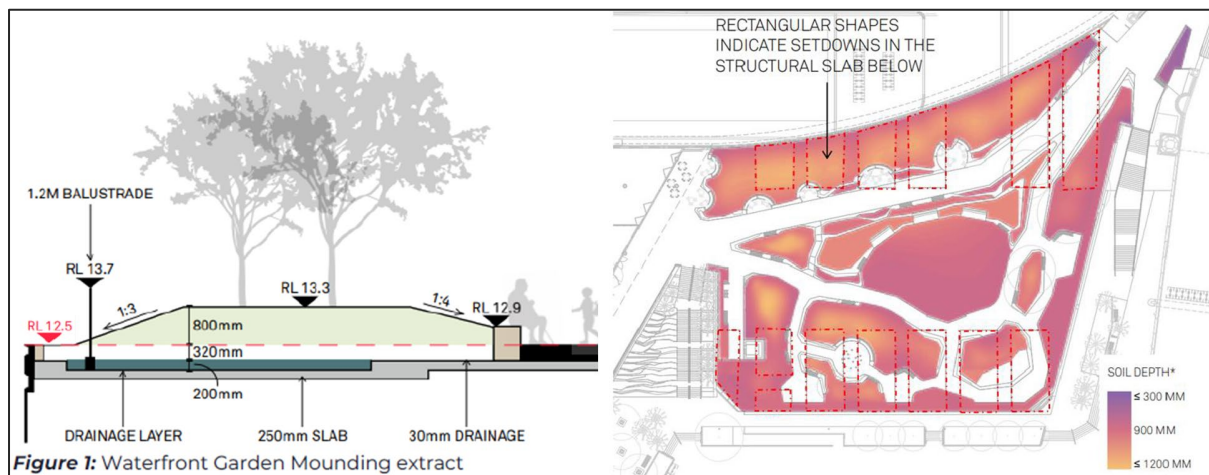 1.2M BALUSTRADE
RL 13.7
RL 12.5
1:3
RL 13.3
1:4
RL 12.9
800mm
320mm
200mm
DRAINAGE LAYER
250mm SLAB
30mm DRAINAGE
Figure 1: Waterfront Garden Mounding extract
RECTANGULAR SHAPES
INDICATE SETDOWNS IN THE
STRUCTURAL SLAB BELOW
SOIL DEPTH*
≤ 300 MM
900 MM
≤ 1200 MM